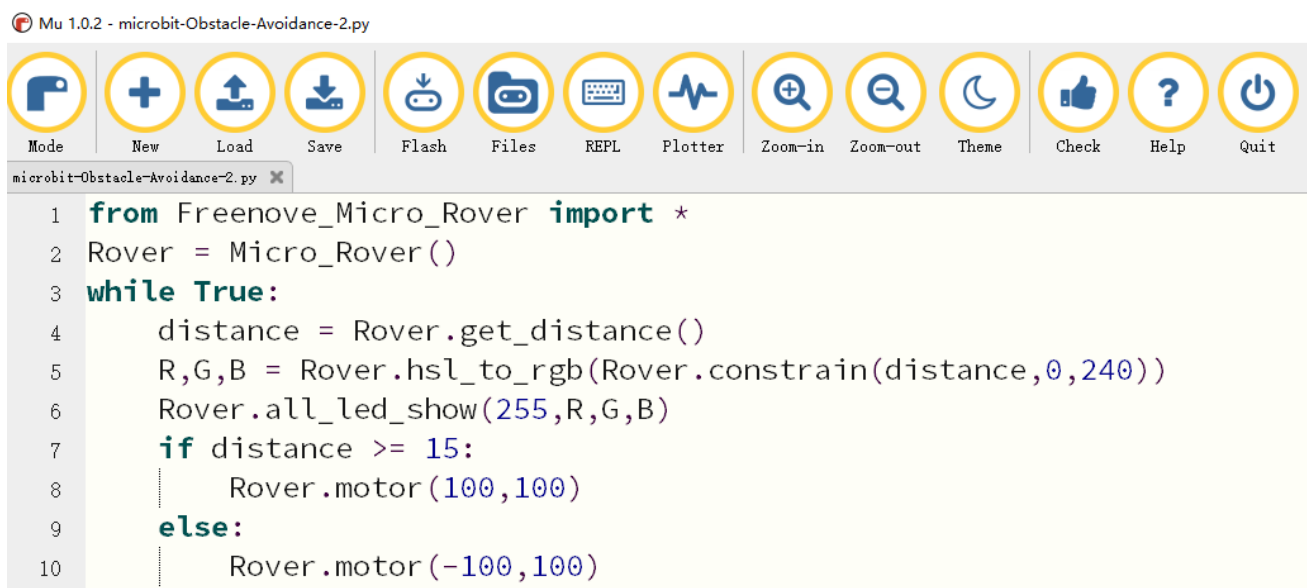 Mu 1.0.2 - microbit-Obstacle-Avoidance-2.py
Mode New Load Save Flash Files REPL Plotter Zoom-in Zoom-out Theme Check Help Quit
microbit-Obstacle-Avoidance-2.py
1 from Freenove_Micro_Rover import *
2 Rover = Micro_Rover()
3 while True:
4     distance = Rover.get_distance()
5     R,G,B = Rover.hsl_to_rgb(Rover.constrain(distance,0,240))
6     Rover.all_led_show(255,R,G,B)
7     if distance >= 15:
8         Rover.motor(100,100)
9     else:
10         Rover.motor(-100,100)